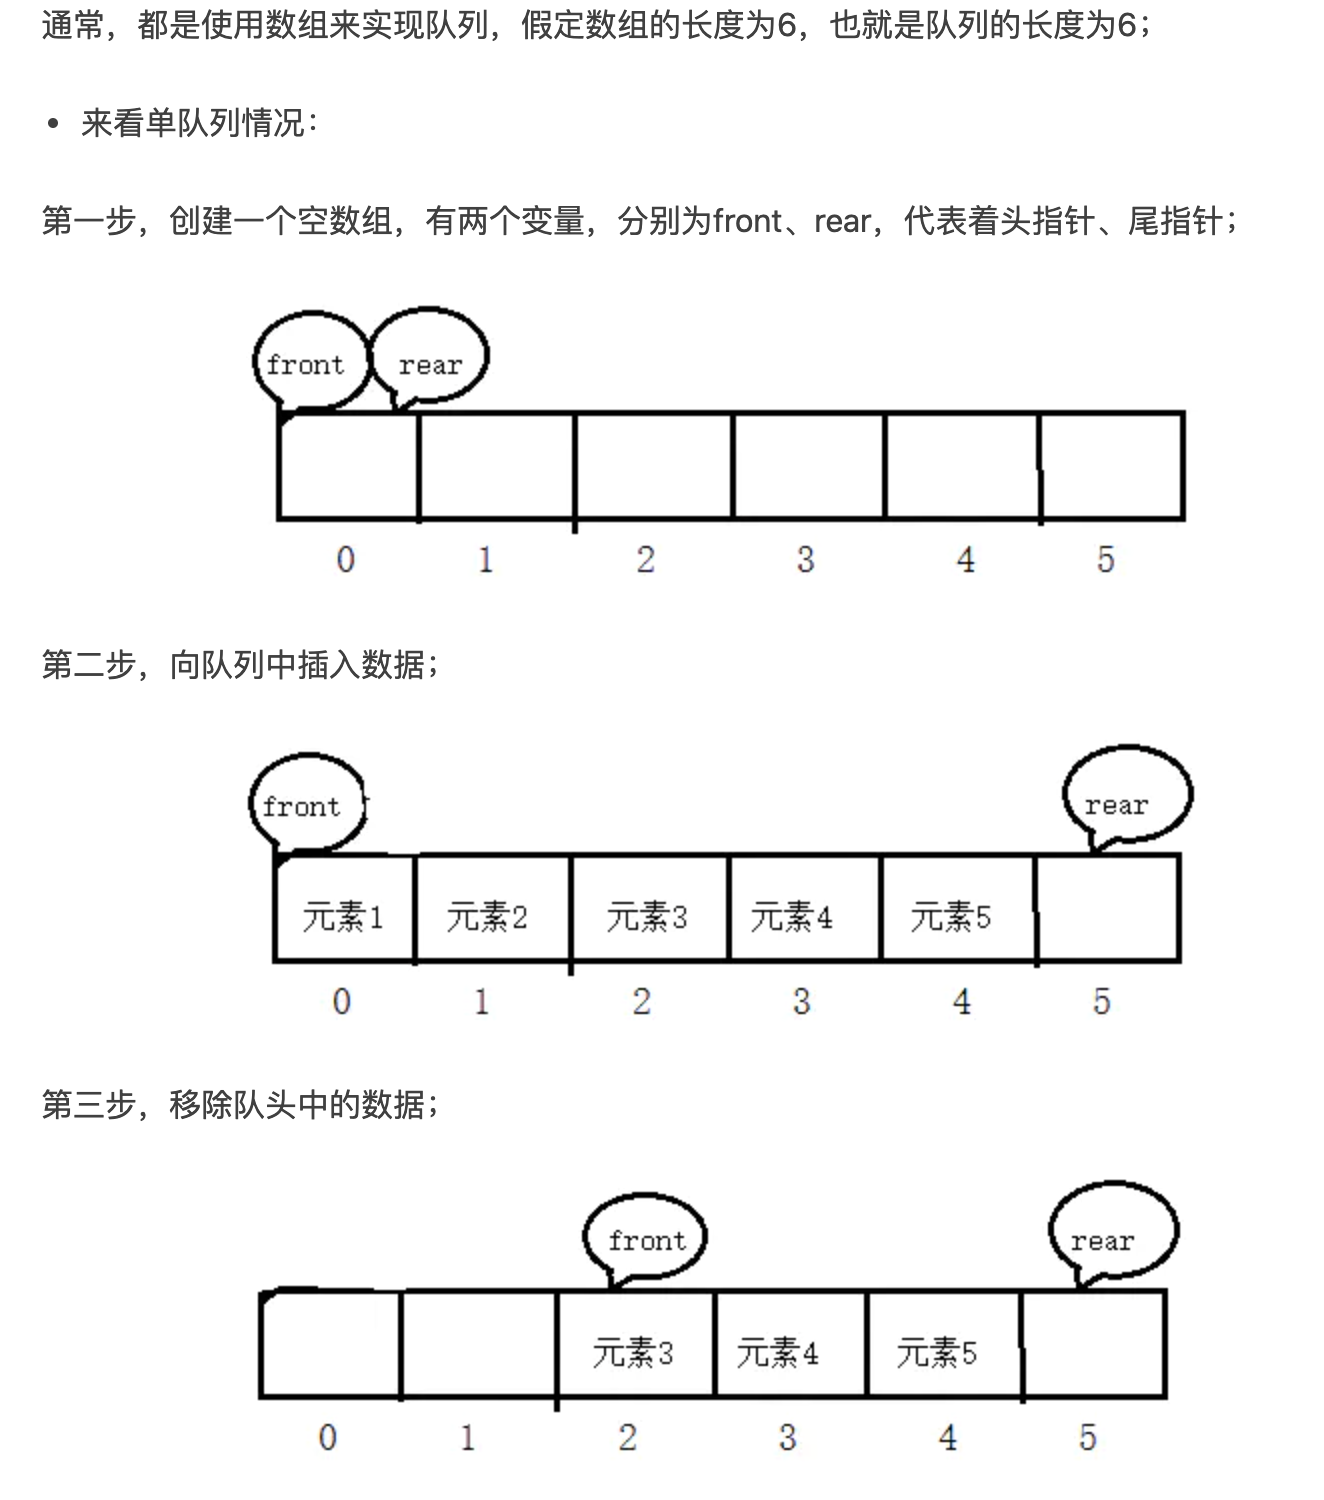 通常，都是使用数组来实现队列，假定数组的长度为6，也就是队列的长度为6；
• 来看单队列情况：
第一步，创建一个空数组，有两个变量，分别为front、rear，代表着头指针、尾指针；
front rear
0 1 2 3 4 5
第二步，向队列中插入数据；
front rear
元素1 元素2 元素3 元素4 元素5
0 1 2 3 4 5
第三步，移除队头中的数据；
front rear
元素3 元素4 元素5
0 1 2 3 4 5